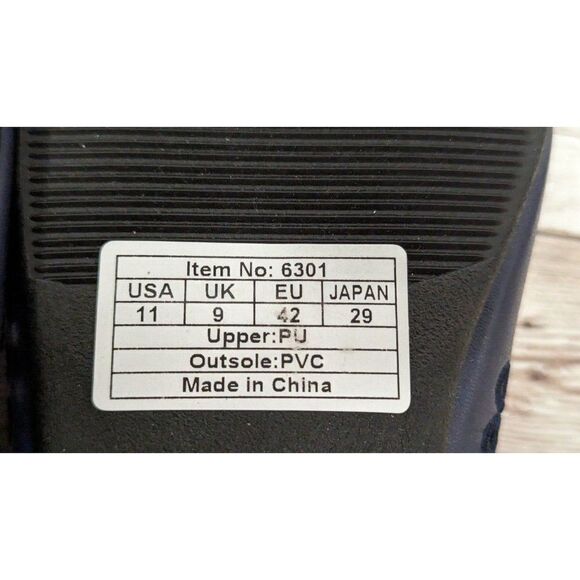 Item No: 6301
USA UK EU JAPAN
11 9 42 29
Upper:PU
Outsole:PVC
Made in China